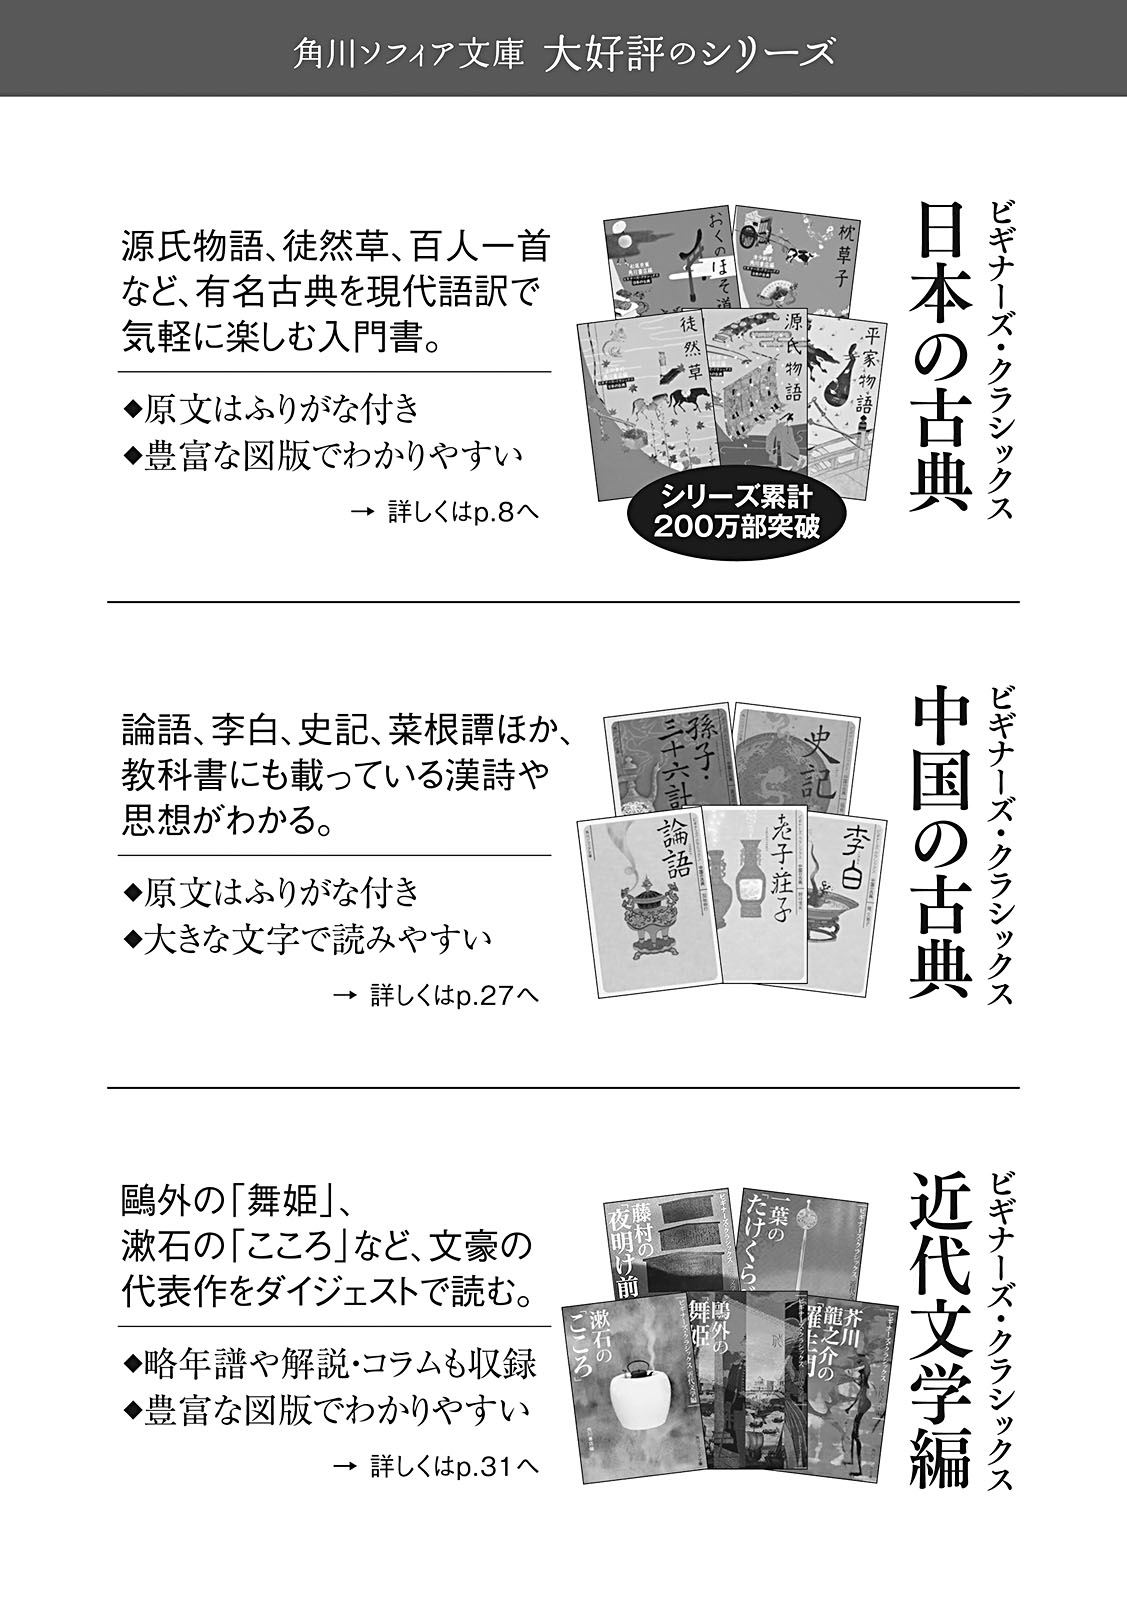 角川ソフィア文庫 大好評のシリーズ
ビギナーズ・クラシックス
日本の古典
枕草子
おくのほそ道
平家物語
源氏物語
徒然草
シリーズ累計
200万部突破
源氏物語、徒然草、百人一首
など、有名古典を現代語訳で
気軽に楽しむ入門書。
◆原文はふりがな付き
◆豊富な図版でわかりやすい
→ 詳しくはp.8へ
ビギナーズ・クラシックス
中国の古典
史記
孫子・
三十六計
李白
老子・荘子
論語
論語、李白、史記、菜根譚ほか、
教科書にも載っている漢詩や
思想がわかる。
◆原文はふりがな付き
◆大きな文字で読みやすい
→ 詳しくはp.27へ
ビギナーズ・クラシックス
近代文学編
一葉の
「たけくらべ
藤村の
「夜明け前
芥川
龍之介の
「羅生門
鷗外の
「舞姫
漱石の
「こころ
鷗外の「舞姫」、
漱石の「こころ」など、文豪の
代表作をダイジェストで読む。
◆略年譜や解説・コラムも収録
◆豊富な図版でわかりやすい
→ 詳しくはp.31へ